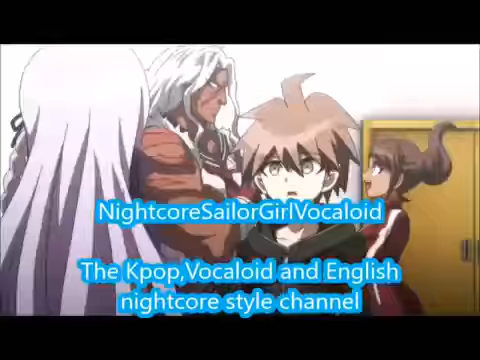 NightcoreSailorGirlVocaloid
The Kpop,Vocaloid and English
nightcore style channel